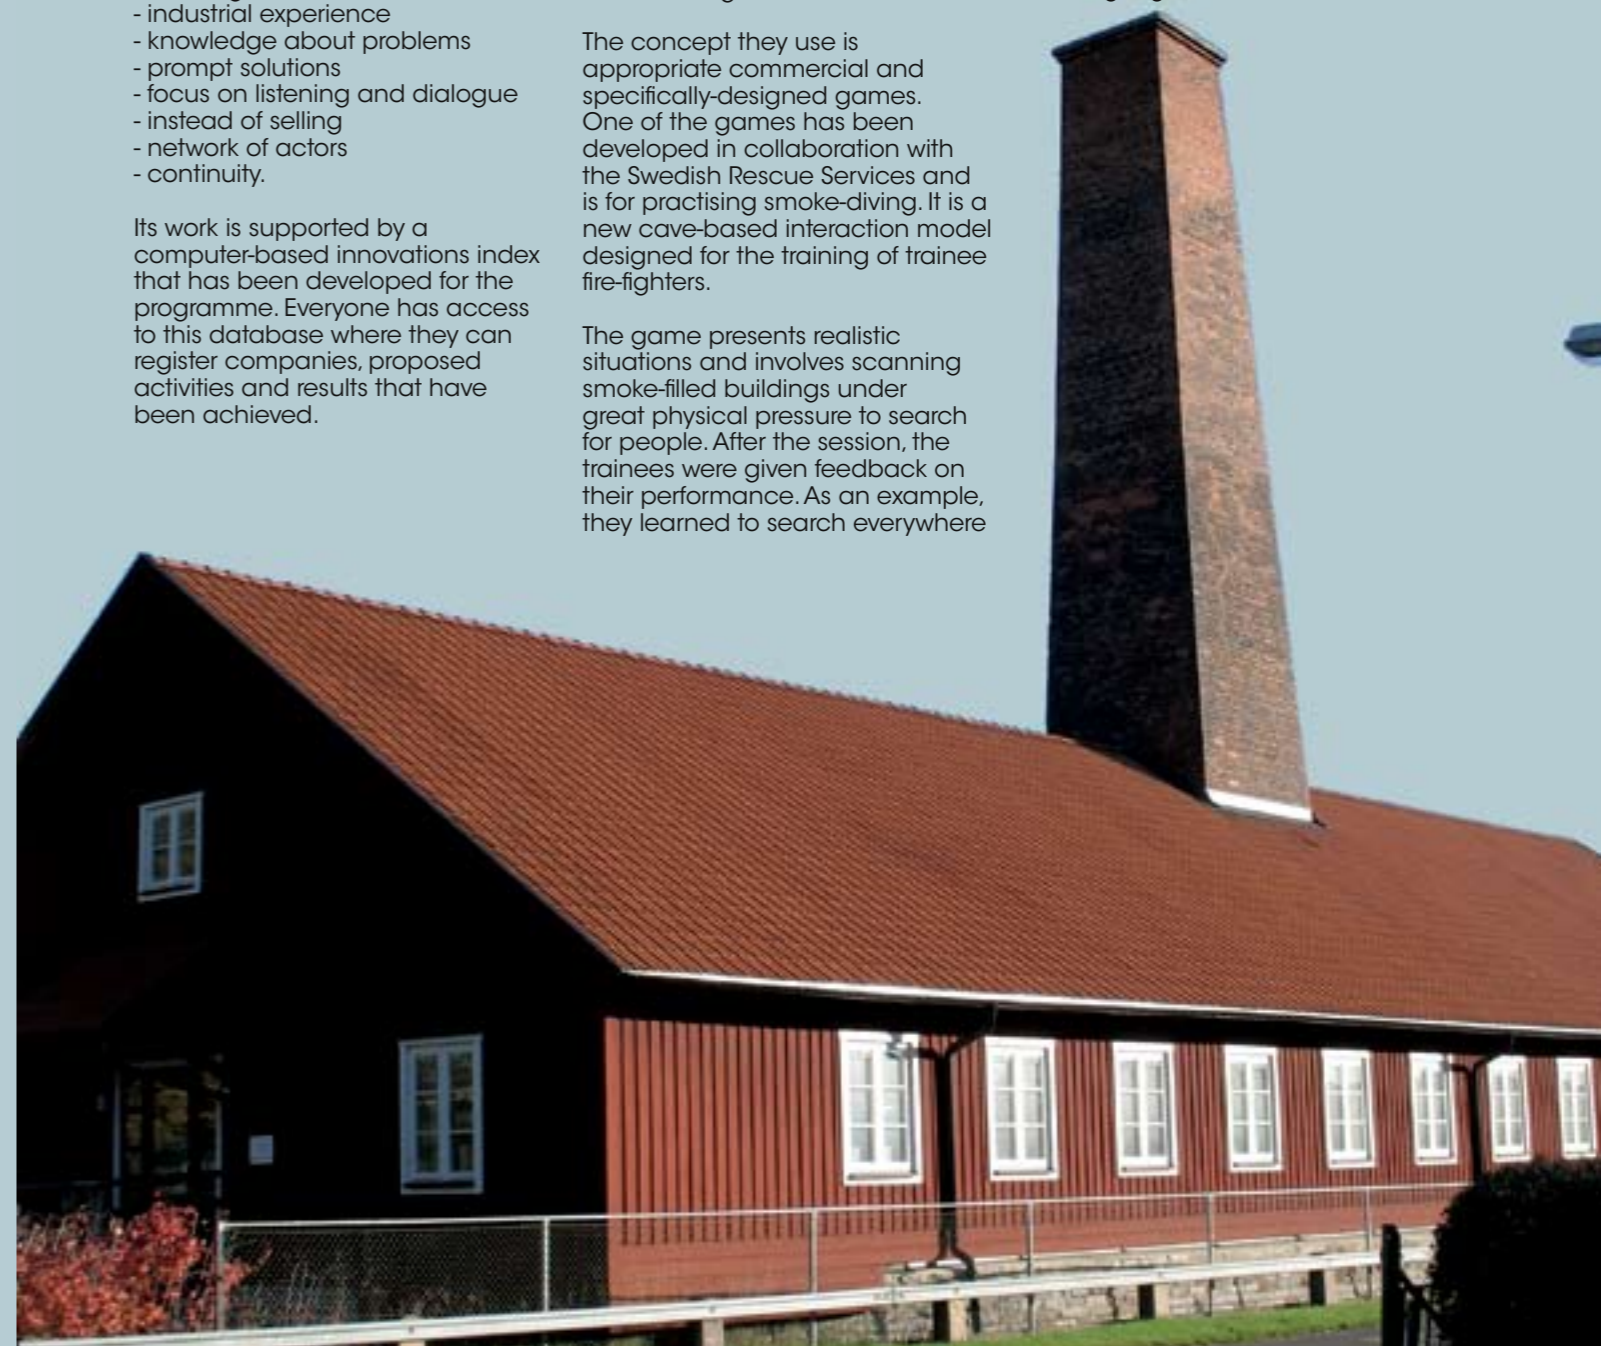 - industrial experience
- knowledge about problems
- prompt solutions
- focus on listening and dialogue
- instead of selling
- network of actors
- continuity.
Its work is supported by a
computer-based innovations index
that has been developed for the
programme. Everyone has access
to this database where they can
register companies, proposed
activities and results that have
been achieved.
The concept they use is
appropriate commercial and
specifically-designed games.
One of the games has been
developed in collaboration with
the Swedish Rescue Services and
is for practising smoke-diving. It is a
new cave-based interaction model
designed for the training of trainee
fire-fighters.
The game presents realistic
situations and involves scanning
smoke-filled buildings under
great physical pressure to search
for people. After the session, the
trainees were given feedback on
their performance. As an example,
they learned to search everywhere